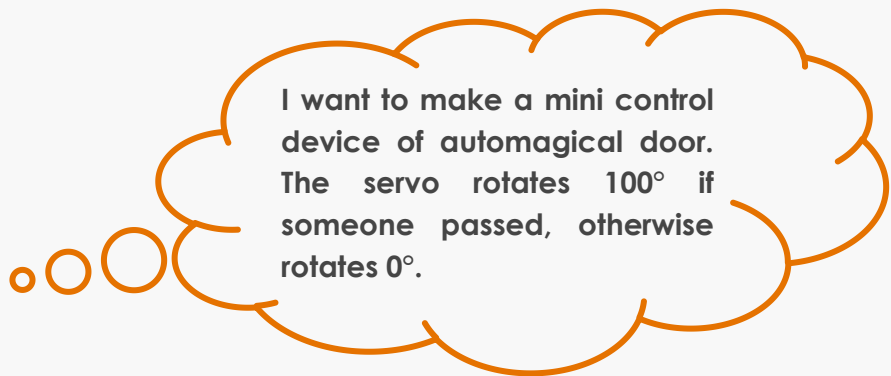 I want to make a mini control
device of automagical door.
The servo rotates 100° if
someone passed, otherwise
rotates 0°.